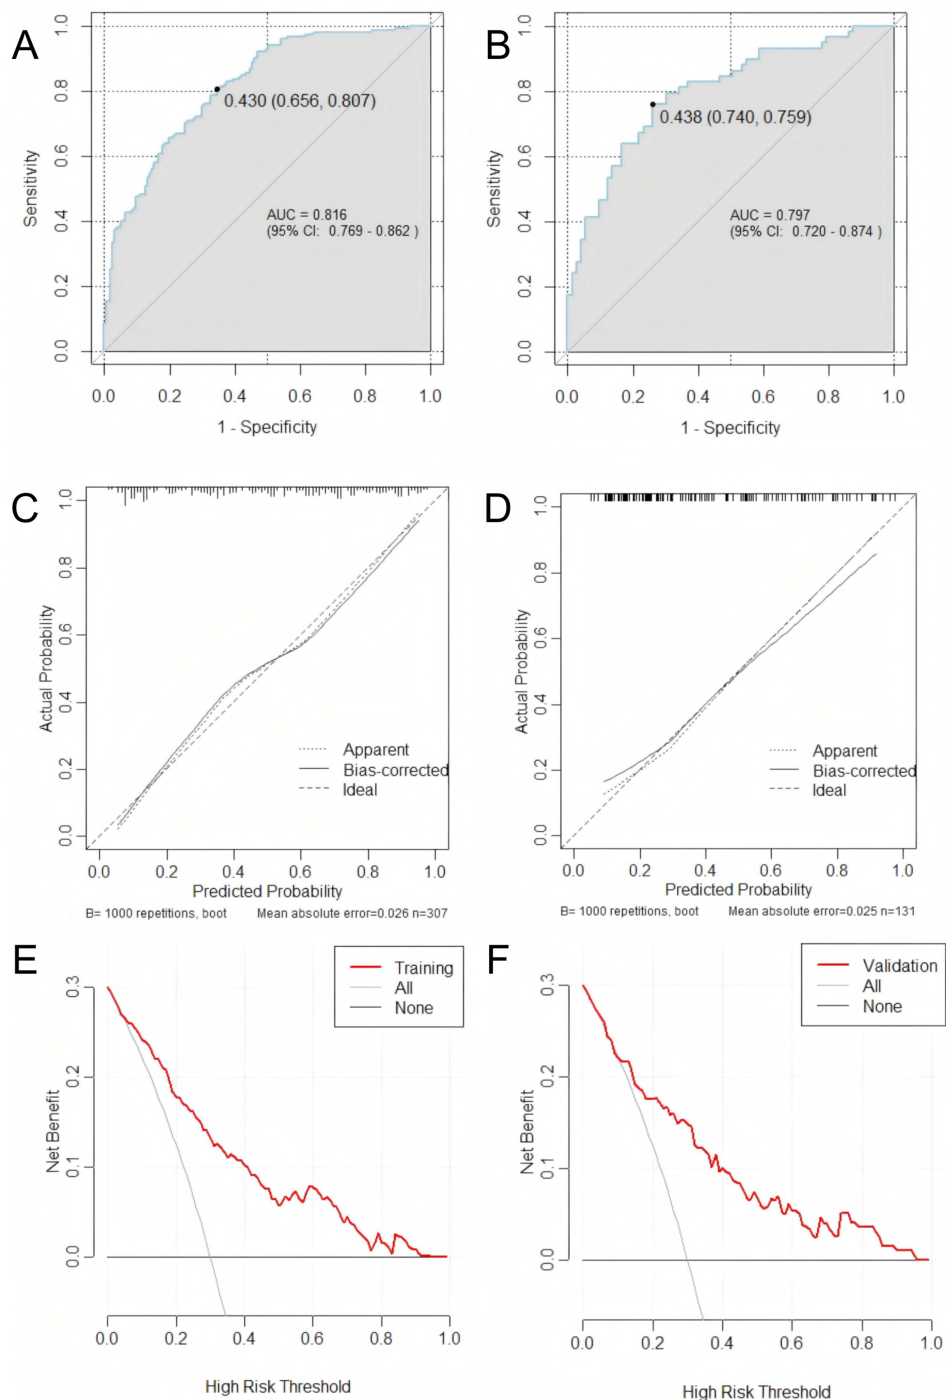 A
1.0
0.8
0.6
0.4
0.2
0.0
Sensitivity
0.430 (0.656, 0.807)
AUC = 0.816
(95% CI: 0.769 - 0.862 )
0.0 0.2 0.4 0.6 0.8 1.0
1 - Specificity
B
1.0
0.8
0.6
0.4
0.2
0.0
Sensitivity
0.438 (0.740, 0.759)
AUC = 0.797
(95% CI: 0.720 - 0.874 )
0.0 0.2 0.4 0.6 0.8 1.0
1 - Specificity
C
1.0
0.8
0.6
0.4
0.2
0.0
Actual Probability
Apparent
Bias-corrected
Ideal
0.0 0.2 0.4 0.6 0.8 1.0
Predicted Probability
B= 1000 repetitions, boot Mean absolute error=0.026 n=307
D
1.0
0.8
0.6
0.4
0.2
0.0
Actual Probability
Apparent
Bias-corrected
Ideal
0.0 0.2 0.4 0.6 0.8 1.0
Predicted Probability
B= 1000 repetitions, boot Mean absolute error=0.025 n=131
E
Training
All
None
0.3
0.2
0.1
0.0
Net Benefit
0.0 0.2 0.4 0.6 0.8 1.0
High Risk Threshold
F
Validation
All
None
0.3
0.2
0.1
0.0
Net Benefit
0.0 0.2 0.4 0.6 0.8 1.0
High Risk Threshold